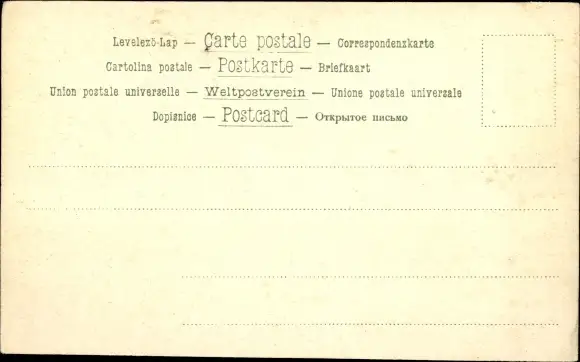 Levelezö-Lap — Carte postale — Correspondenzkarte
Cartolina postale — Postkarte — Briefkaart
Union postale universelle — Weltpostverein — Unione postale universale
Dopisnice — Postcard — Открытое письмо